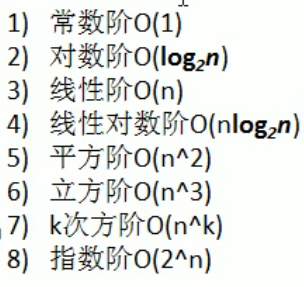 1) 常数阶O(1)
2) 对数阶O(log₂n)
3) 线性阶O(n)
4) 线性对数阶O(nlog₂n)
5) 平方阶O(n^2)
6) 立方阶O(n^3)
7) k次方阶O(n^k)
8) 指数阶O(2^n)